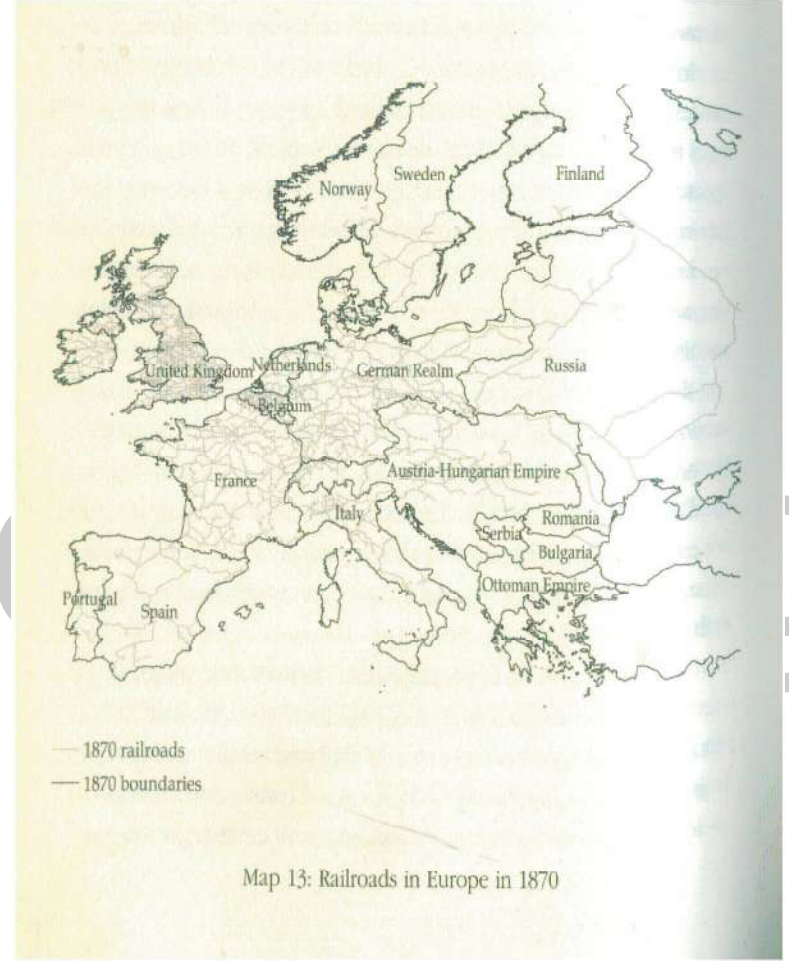 Norway
Sweden
Finland
United Kingdom
Netherlands
German Realm
Russia
Belgium
France
Austria-Hungarian Empire
Italy
Serbia
Romania
Bulgaria
Ottoman Empire
Portugal
Spain
1870 railroads
1870 boundaries
Map 13: Railroads in Europe in 1870